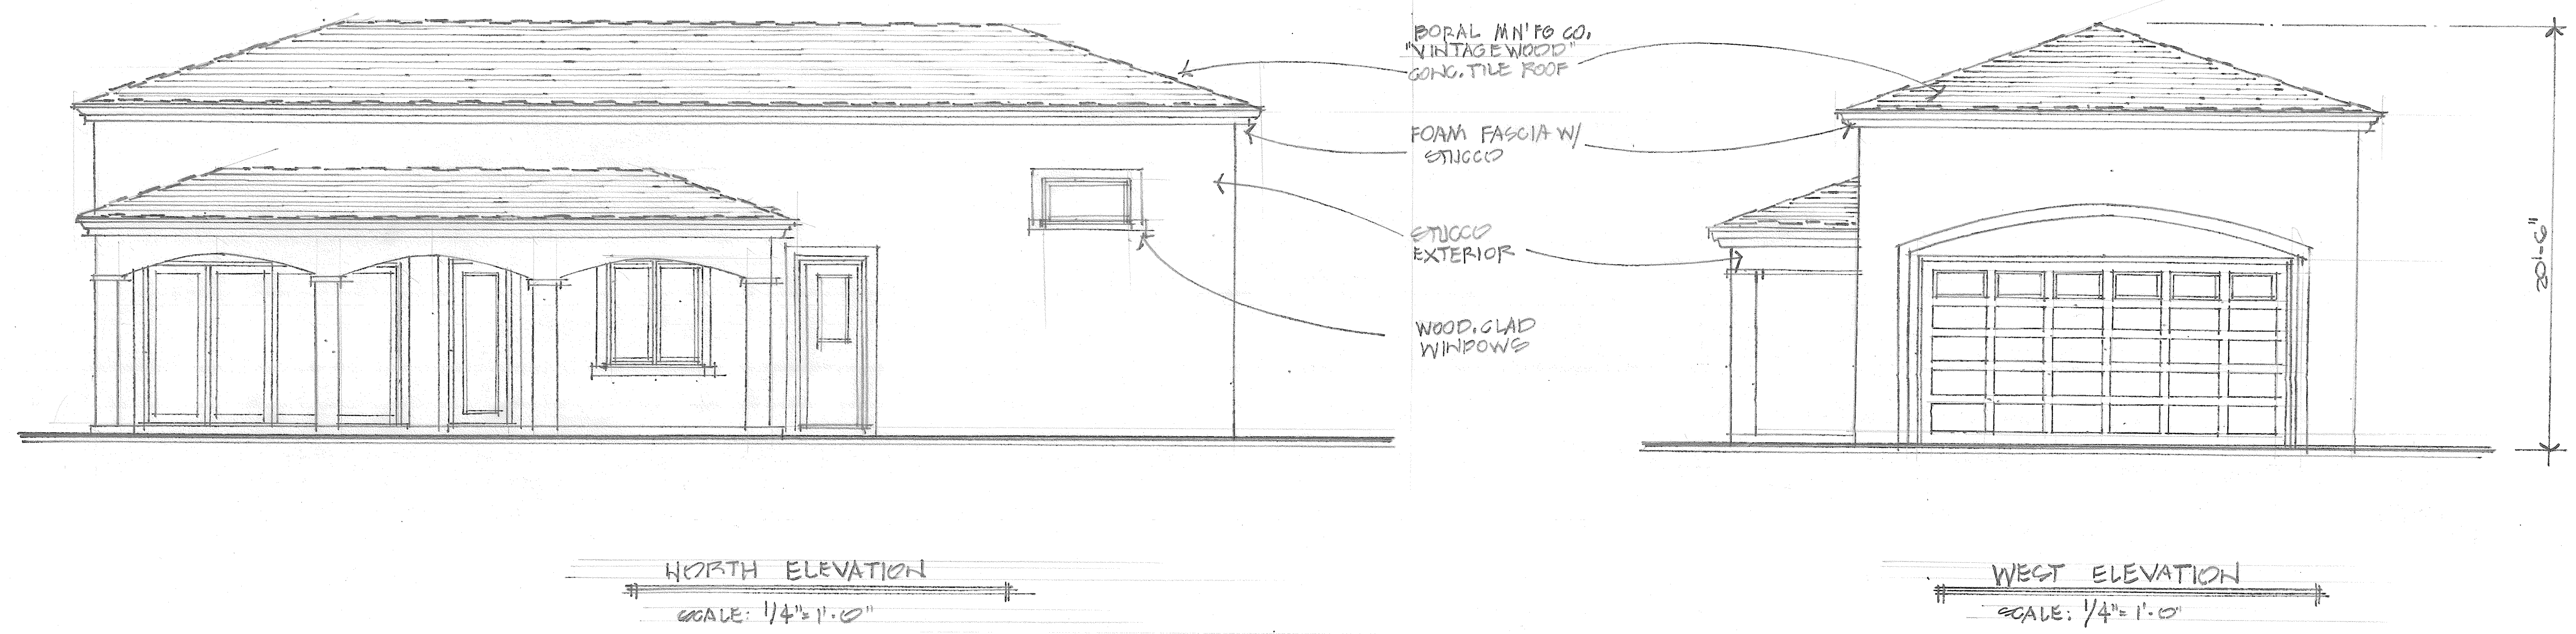 BORAL MN'FG CO.
"VINTAGEWOOD"
CONC. TILE ROOF
FOAM FASCIA W/
STUCCO
STUCCO
EXTERIOR
WOOD.CLAD
WINDOWS
20'-6"
NORTH ELEVATION
SCALE: 1/4"=1'-0"
WEST ELEVATION
SCALE: 1/4"=1'-0"